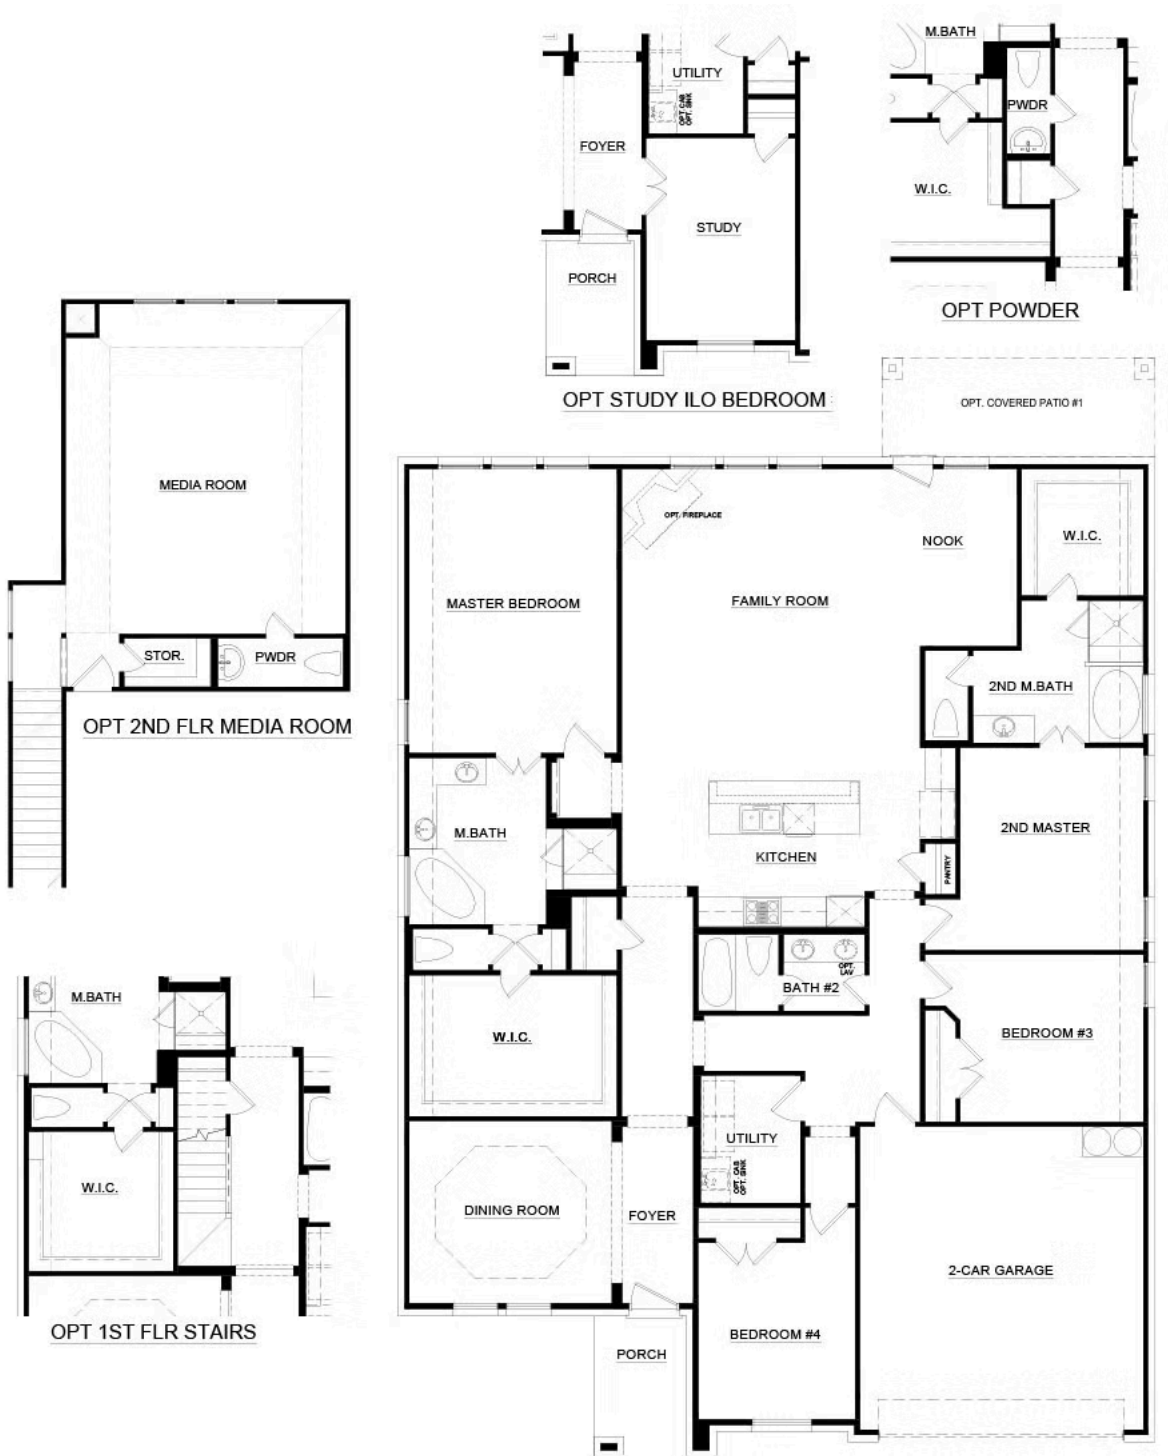 M.BATH
PWDR
W.I.C.
OPT POWDER
UTILITY
OPT. CAB
OPT. SINK
FOYER
STUDY
PORCH
OPT STUDY ILO BEDROOM
MEDIA ROOM
STOR.
PWDR
OPT 2ND FLR MEDIA ROOM
OPT. COVERED PATIO #1
OPT. FIREPLACE
NOOK
W.I.C.
MASTER BEDROOM
FAMILY ROOM
2ND M.BATH
M.BATH
KITCHEN
PANTRY
2ND MASTER
OPT.
LAV
BATH #2
W.I.C.
BEDROOM #3
UTILITY
OPT. CAB
OPT. SINK
DINING ROOM
FOYER
2-CAR GARAGE
BEDROOM #4
PORCH
M.BATH
W.I.C.
OPT 1ST FLR STAIRS